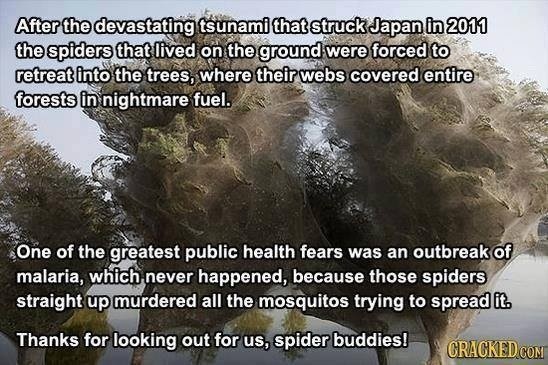 After the devastating tsunami that struck Japan in 2011
the spiders that lived on the ground were forced to
retreat into the trees, where their webs covered entire
forests in nightmare fuel.
One of the greatest public health fears was an outbreak of
malaria, which never happened, because those spiders
straight up murdered all the mosquitos trying to spread it.
Thanks for looking out for us, spider buddies!
CRACKED.COM